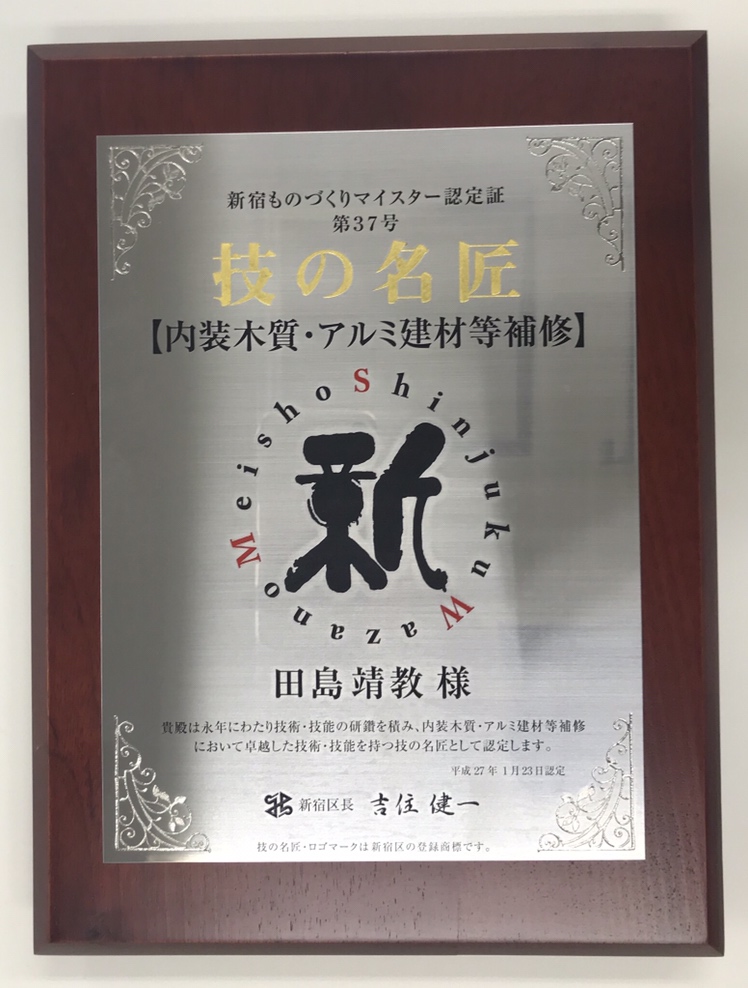 新宿ものづくりマイスター認定証
第37号
技の名匠
【内装木質・アルミ建材等補修】
Shinjuku Wazano Meisho
新
田島靖教 様
貴殿は永年にわたり技術・技能の研鑽を積み、内装木質・アルミ建材等補修
において卓越した技術・技能を持つ技の名匠として認定します。
平成27年1月23日認定
新宿区長 吉住 健一
技の名匠・ロゴマークは新宿区の登録商標です。